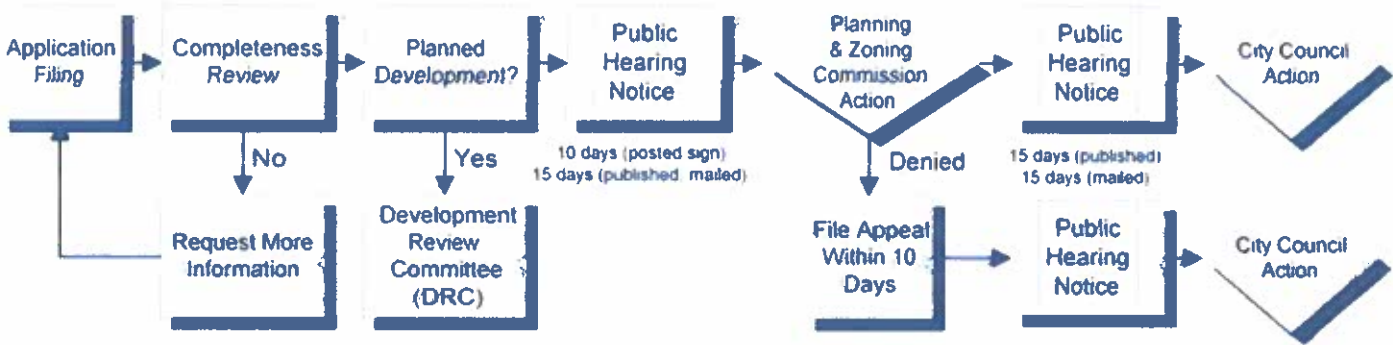 Application
Filing
Completeness
Review
Planned
Development?
Public
Hearing
Notice
Planning
& Zoning
Commission
Action
Public
Hearing
Notice
City Council
Action
No
Yes
10 days (posted sign)
15 days (published, mailed)
Denied
15 days (published)
15 days (mailed)
Request More
Information
Development
Review
Committee
(DRC)
File Appeal
Within 10
Days
Public
Hearing
Notice
City Council
Action